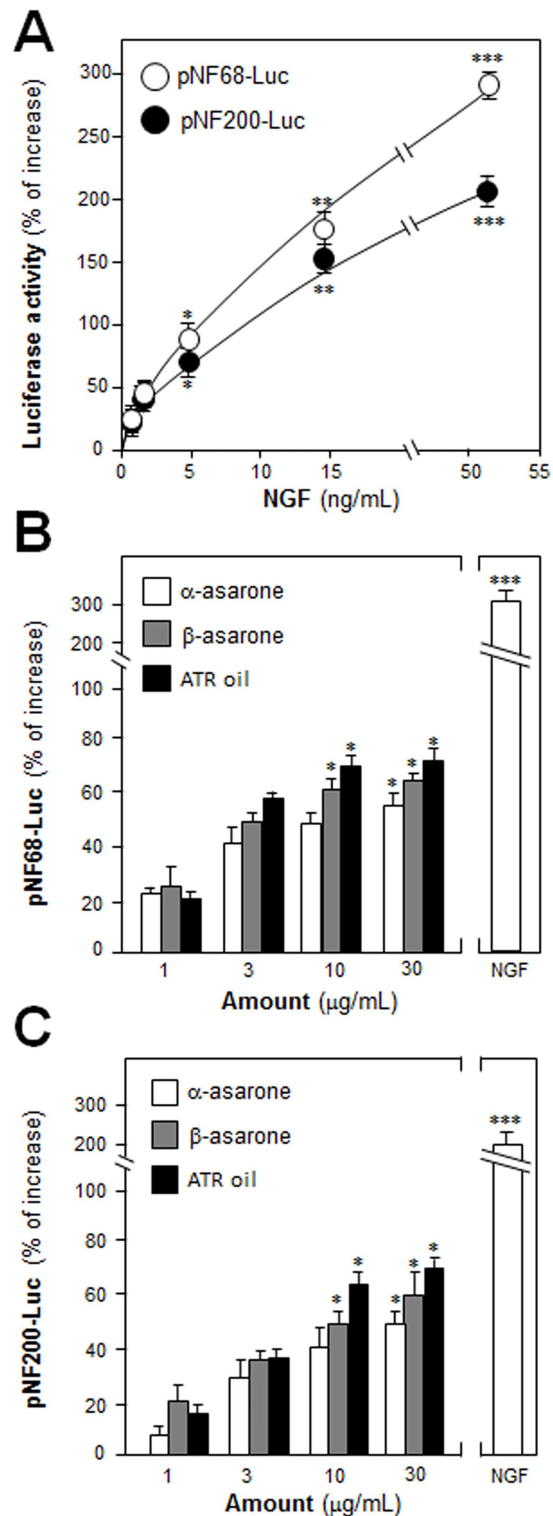 A
Luciferase activity (% of increase)
300
250
200
150
100
50
0
pNF68-Luc
pNF200-Luc
***
**
*
***
**
*
0
5
10
15
50
55
NGF (ng/mL)
B
pNF68-Luc (% of increase)
300
200
100
80
60
40
20
0
α-asarone
β-asarone
ATR oil
* * * * *
***
1
3
10
30
NGF
Amount (μg/mL)
C
pNF200-Luc (% of increase)
300
200
100
80
60
40
20
0
α-asarone
β-asarone
ATR oil
* * * * *
***
1
3
10
30
NGF
Amount (μg/mL)